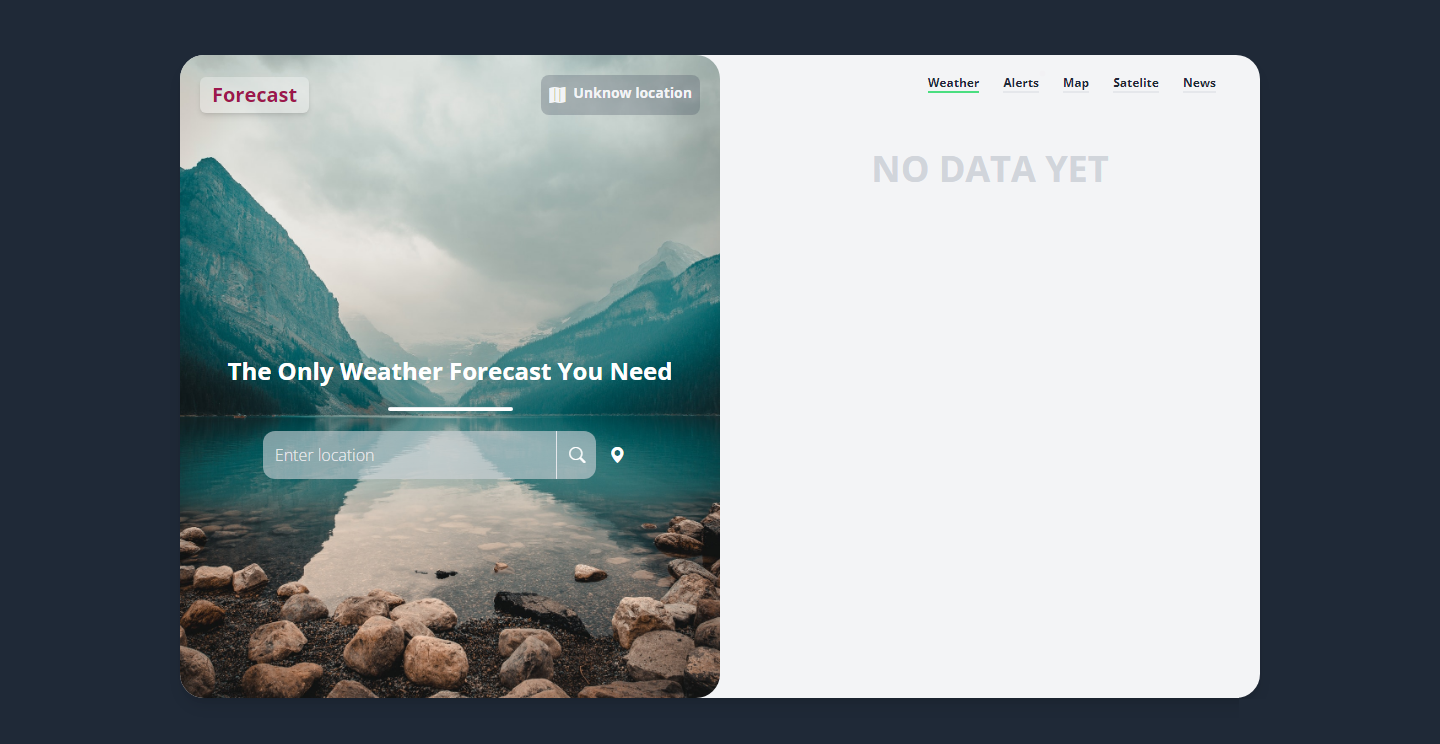 Forecast
Unknow location
Weather Alerts Map Satelite News
NO DATA YET
The Only Weather Forecast You Need
Enter location